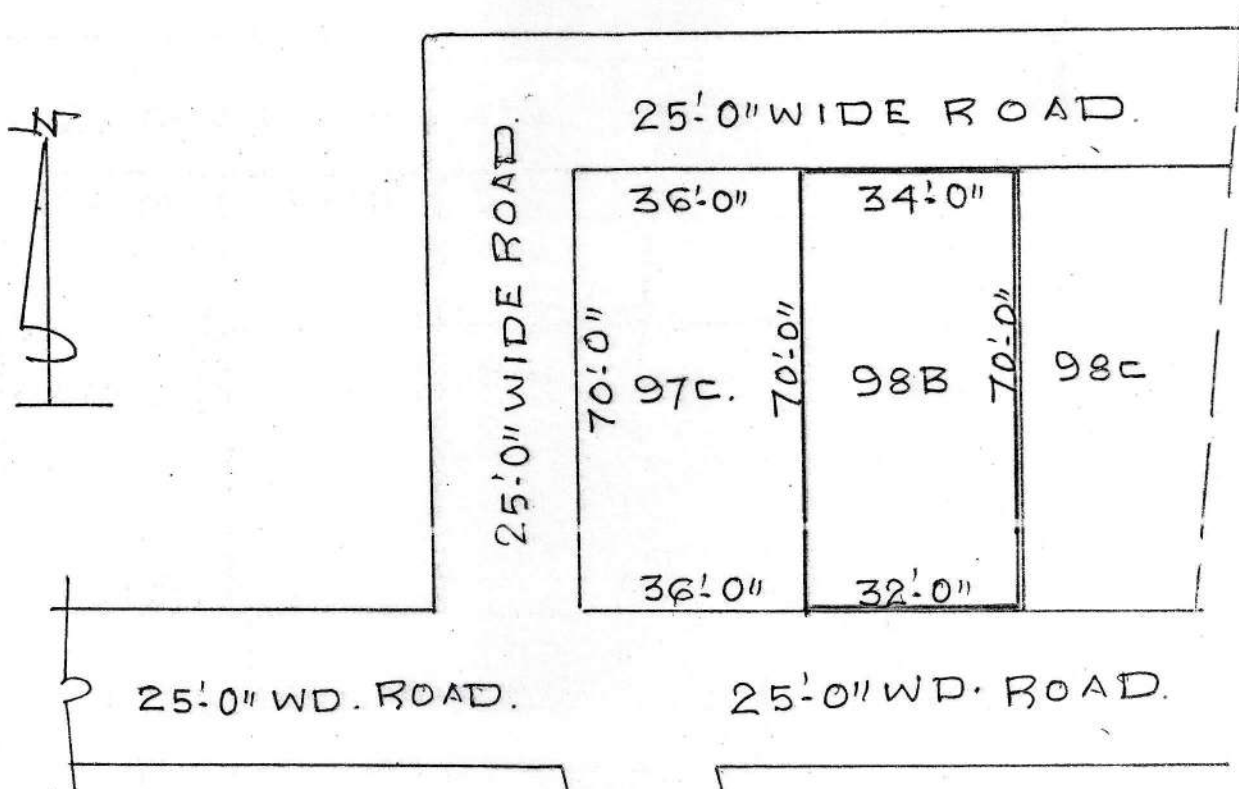 N
25'-0" WIDE ROAD.
25'-0" WIDE ROAD.
36'-0"
34'-0"
70'-0"
97C.
70'-0"
98B
70'-0"
98C
36'-0"
32'-0"
25'-0" WD. ROAD.
25'-0" WD. ROAD.